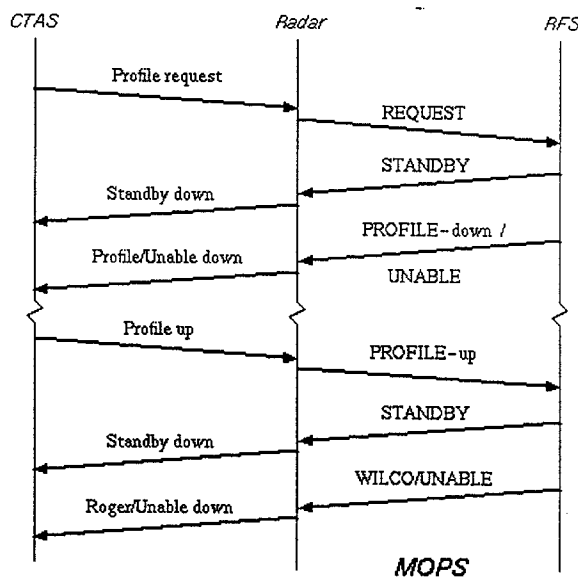 CTAS Radar RFS
Profile request
REQUEST
STANDBY
Standby down
PROFILE-down /
Profile/Unable down
UNABLE
Profile up
PROFILE-up
STANDBY
Standby down
WILCO/UNABLE
Roger/Unable down
MOPS